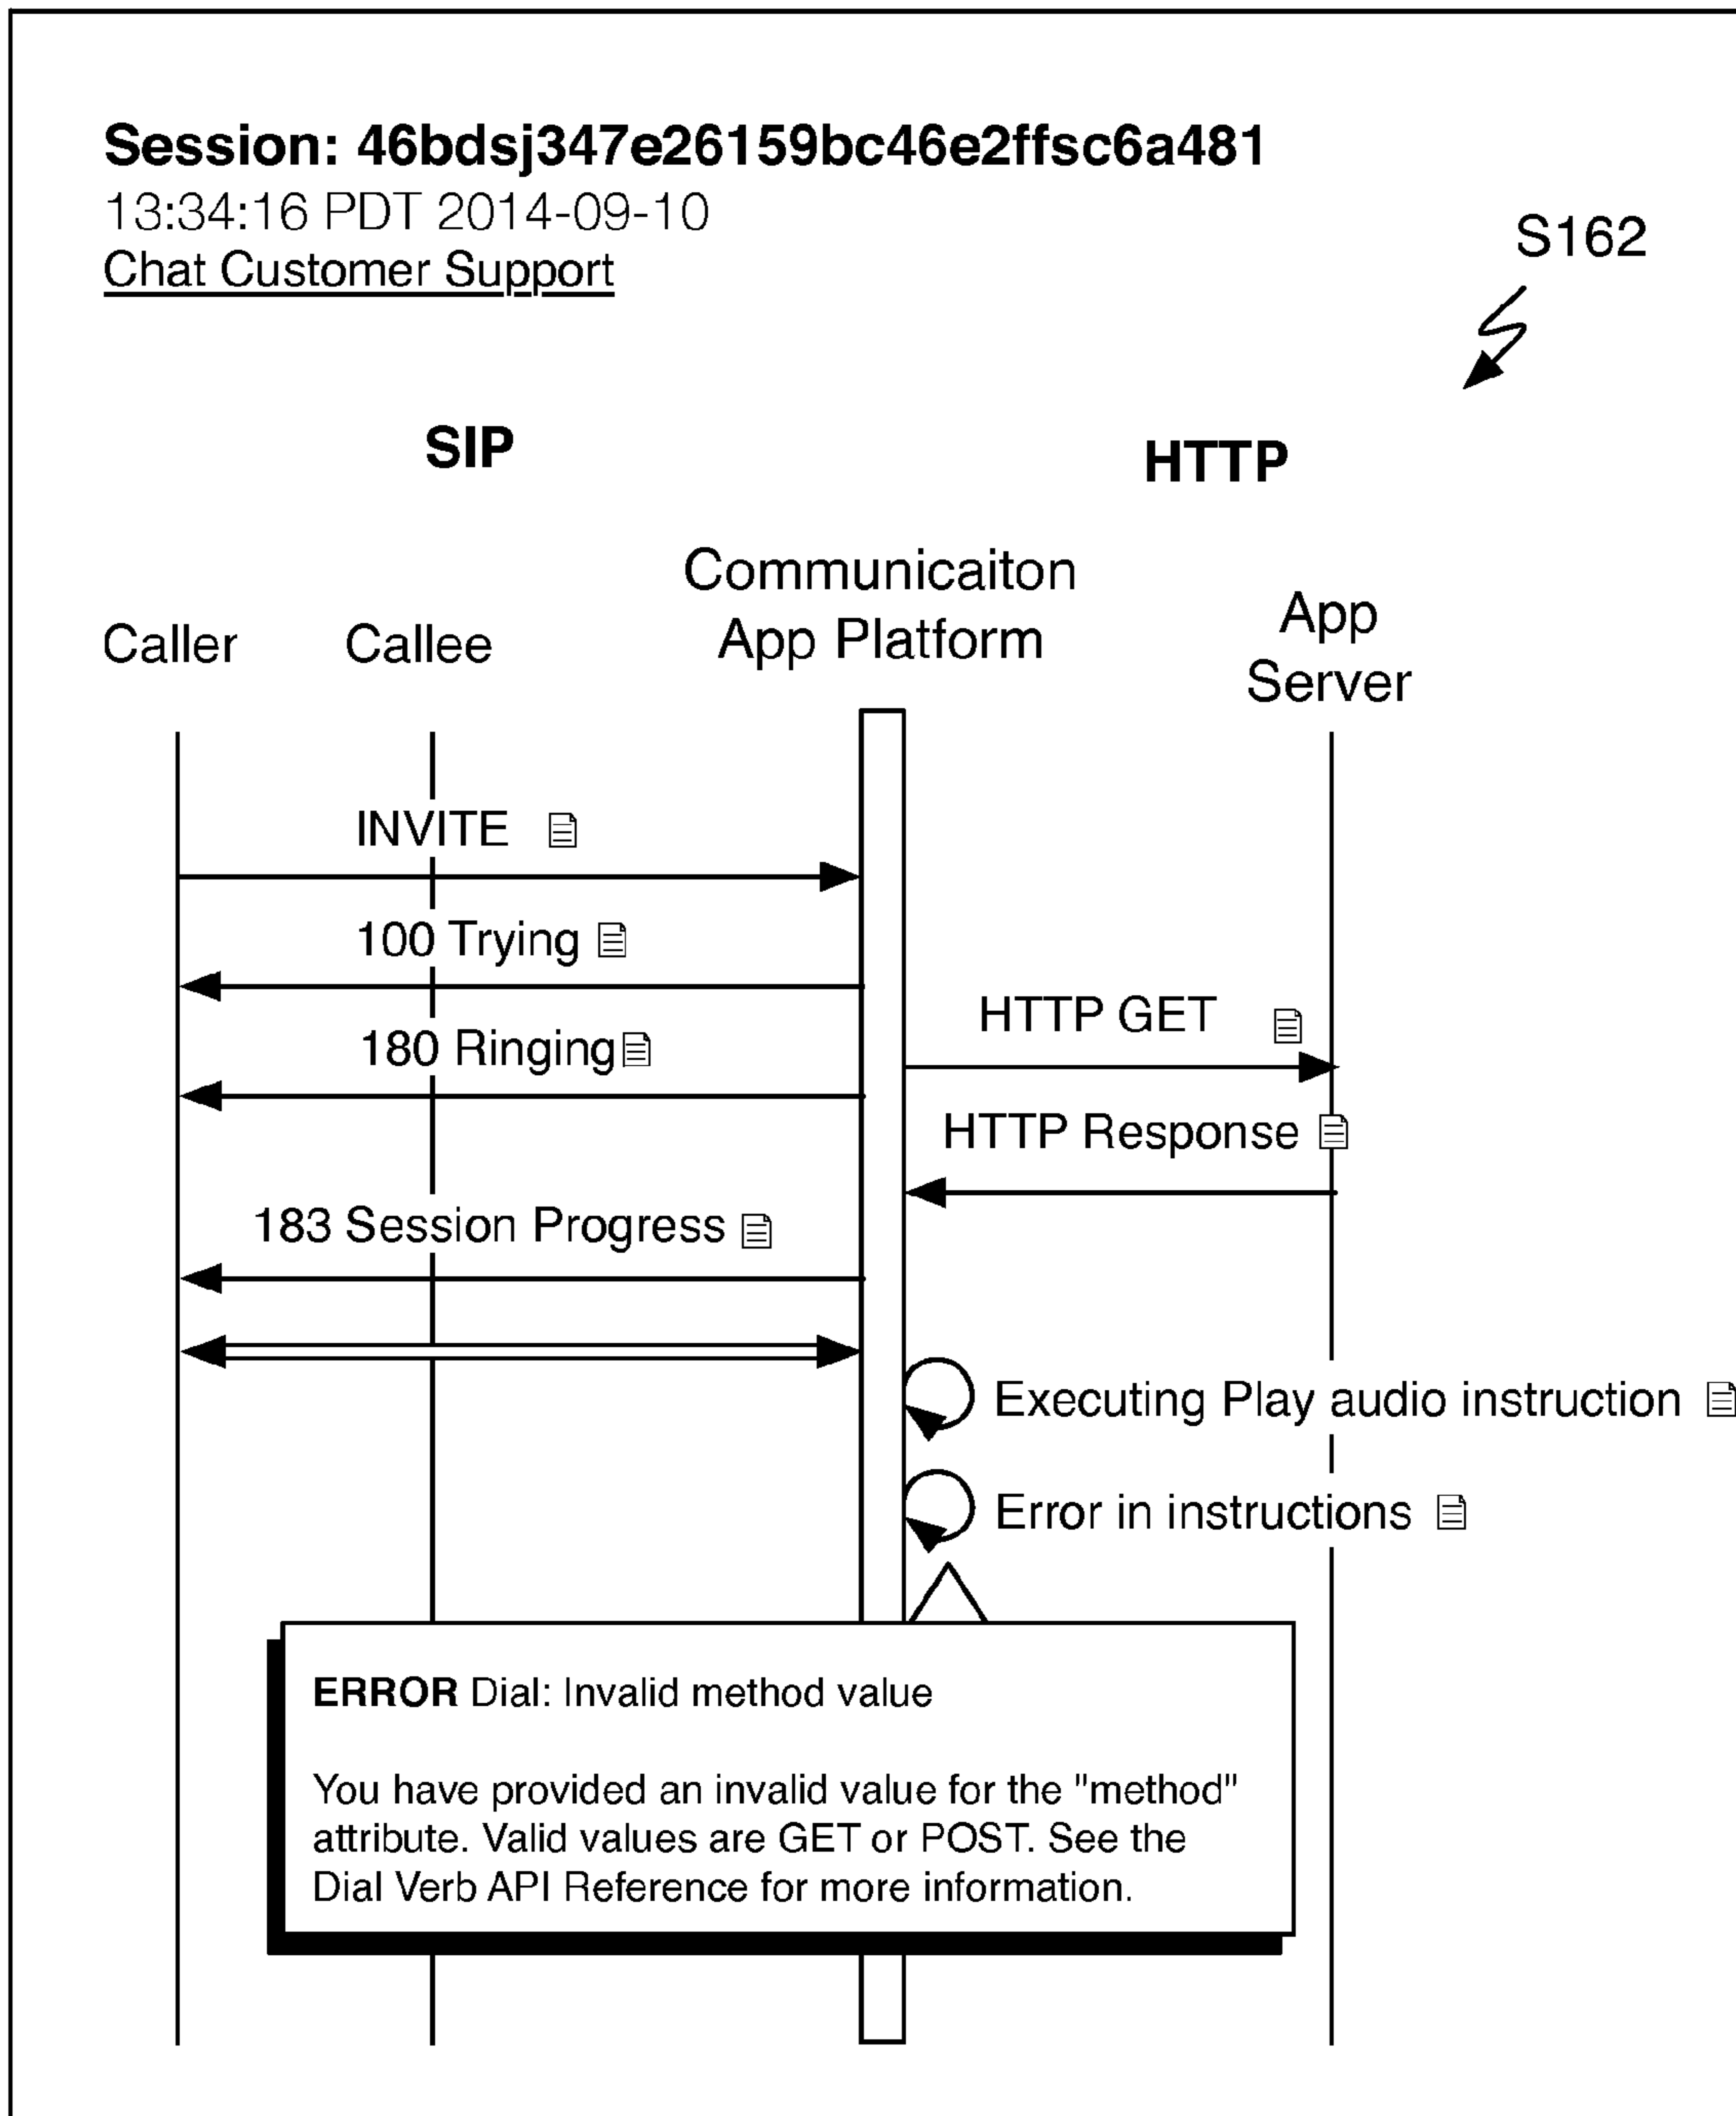 Session: 46bdsj347e26159bc46e2ffsc6a481
13:34:16 PDT 2014-09-10
Chat Customer Support
S162
SIP
HTTP
Caller
Callee
Communicaiton
App Platform
App
Server
INVITE
100 Trying
HTTP GET
180 Ringing
HTTP Response
183 Session Progress
Executing Play audio instruction
Error in instructions
ERROR Dial: Invalid method value
You have provided an invalid value for the "method"
attribute. Valid values are GET or POST. See the
Dial Verb API Reference for more information.